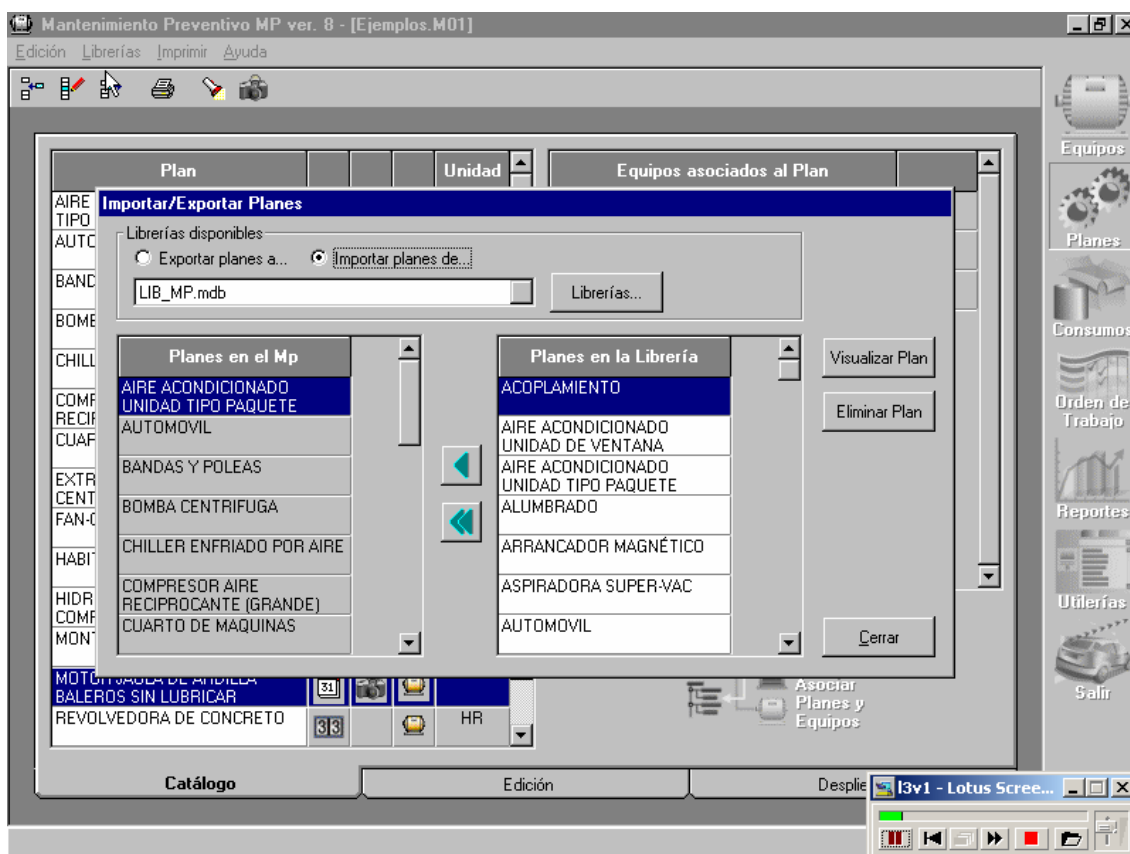 Mantenimiento Preventivo MP ver. 8 - [Ejemplos.M01]
Edición Librerías Imprimir Ayuda
Plan
Unidad
Equipos asociados al Plan
AIRE
TIPO
Importar/Exportar Planes
Librerías disponibles
Exportar planes a...
Importar planes de...
LIB_MP.mdb
Librerías...
Planes en el Mp
AIRE ACONDICIONADO
UNIDAD TIPO PAQUETE
AUTOMOVIL
BANDAS Y POLEAS
BOMBA CENTRIFUGA
CHILLER ENFRIADO POR AIRE
COMPRESOR AIRE
RECIPROCANTE (GRANDE)
CUARTO DE MAQUINAS
Planes en la Librería
ACOPLAMIENTO
AIRE ACONDICIONADO
UNIDAD DE VENTANA
AIRE ACONDICIONADO
UNIDAD TIPO PAQUETE
ALUMBRADO
ARRANCADOR MAGNÉTICO
ASPIRADORA SUPER-VAC
AUTOMOVIL
Visualizar Plan
Eliminar Plan
Cerrar
BALEROS SIN LUBRICAR
31
REVOLVEDORA DE CONCRETO
33
HR
Asociar
Planes y
Equipos
Catálogo
Edición
Desplie
Equipos
Planes
Consumos
Orden de
Trabajo
Reportes
Utilerías
Salir
l3v1 - Lotus Scree...